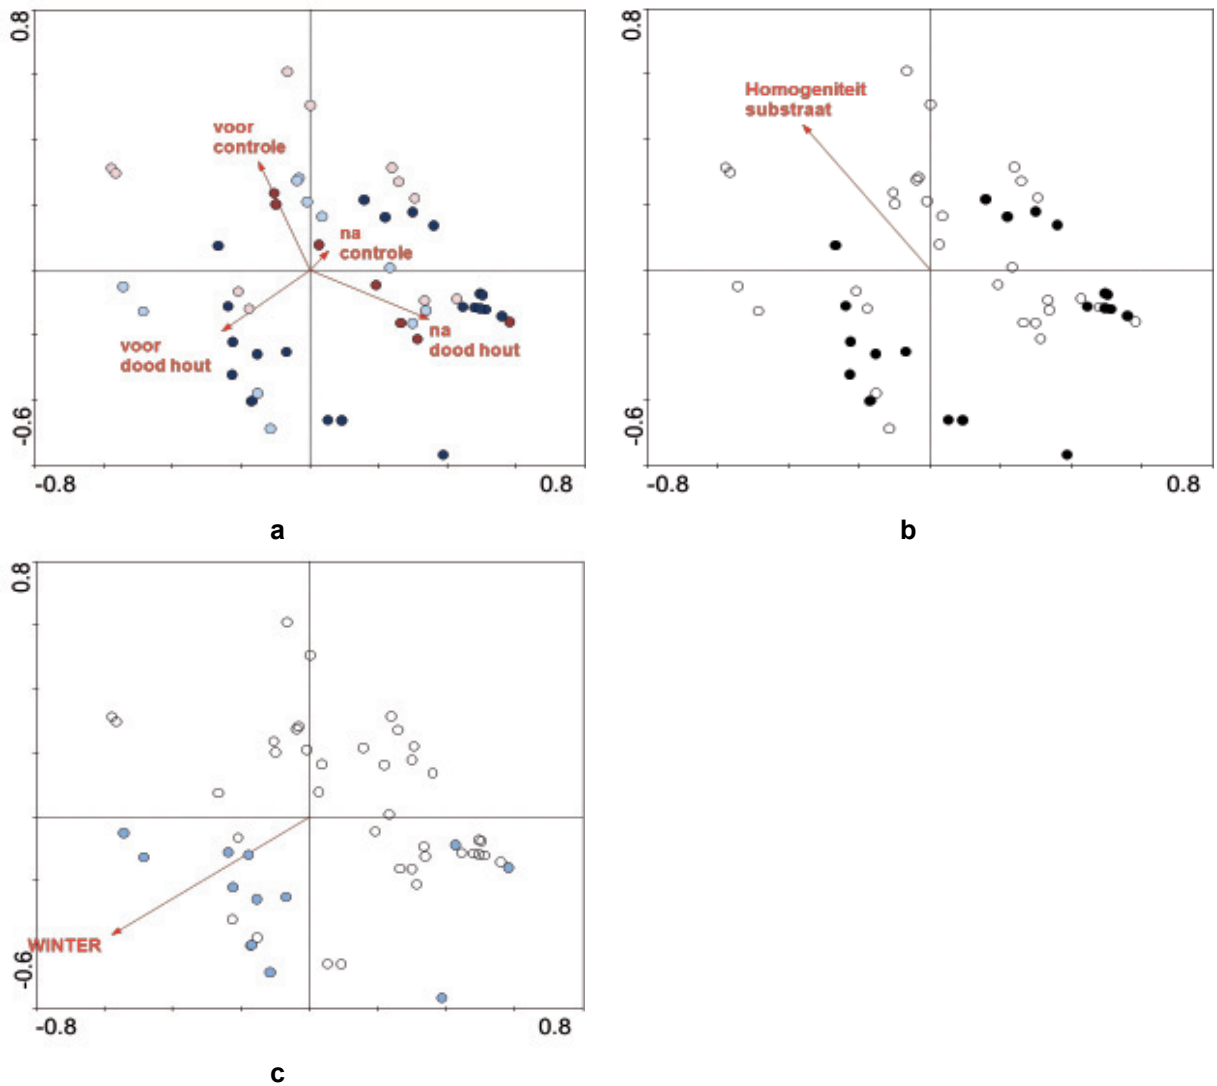 0.8
voor
controle
na
controle
voor
dood hout
na
dood hout
-0.6
-0.8
0.8
a
0.8
Homogeniteit
substraat
-0.6
-0.8
0.8
b
0.8
WINTER
-0.6
-0.8
0.8
c